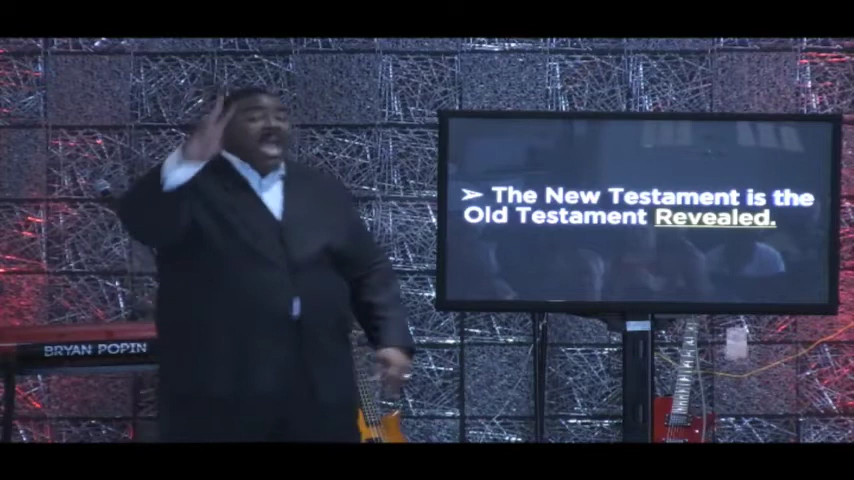 ➢ The New Testament is the
Old Testament Revealed.
BRYAN POPIN